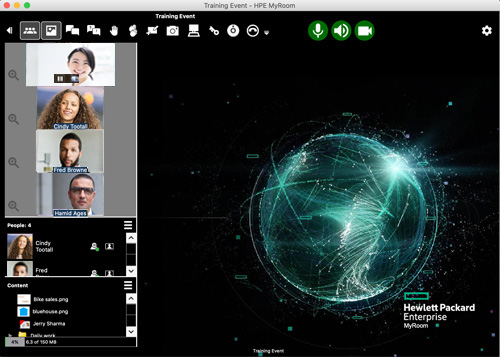 Training Event - HPE MyRoom
Training Event
Cindy Tootall
Fred Browne
Hamid Ages
People: 4
Cindy
Tootall
Fred
Content
Bike sales.png
bluehouse.png
Jerry Sharma
Daily work
4%
6.3 of 150 MB
Hewlett Packard
Enterprise
MyRoom
Training Event